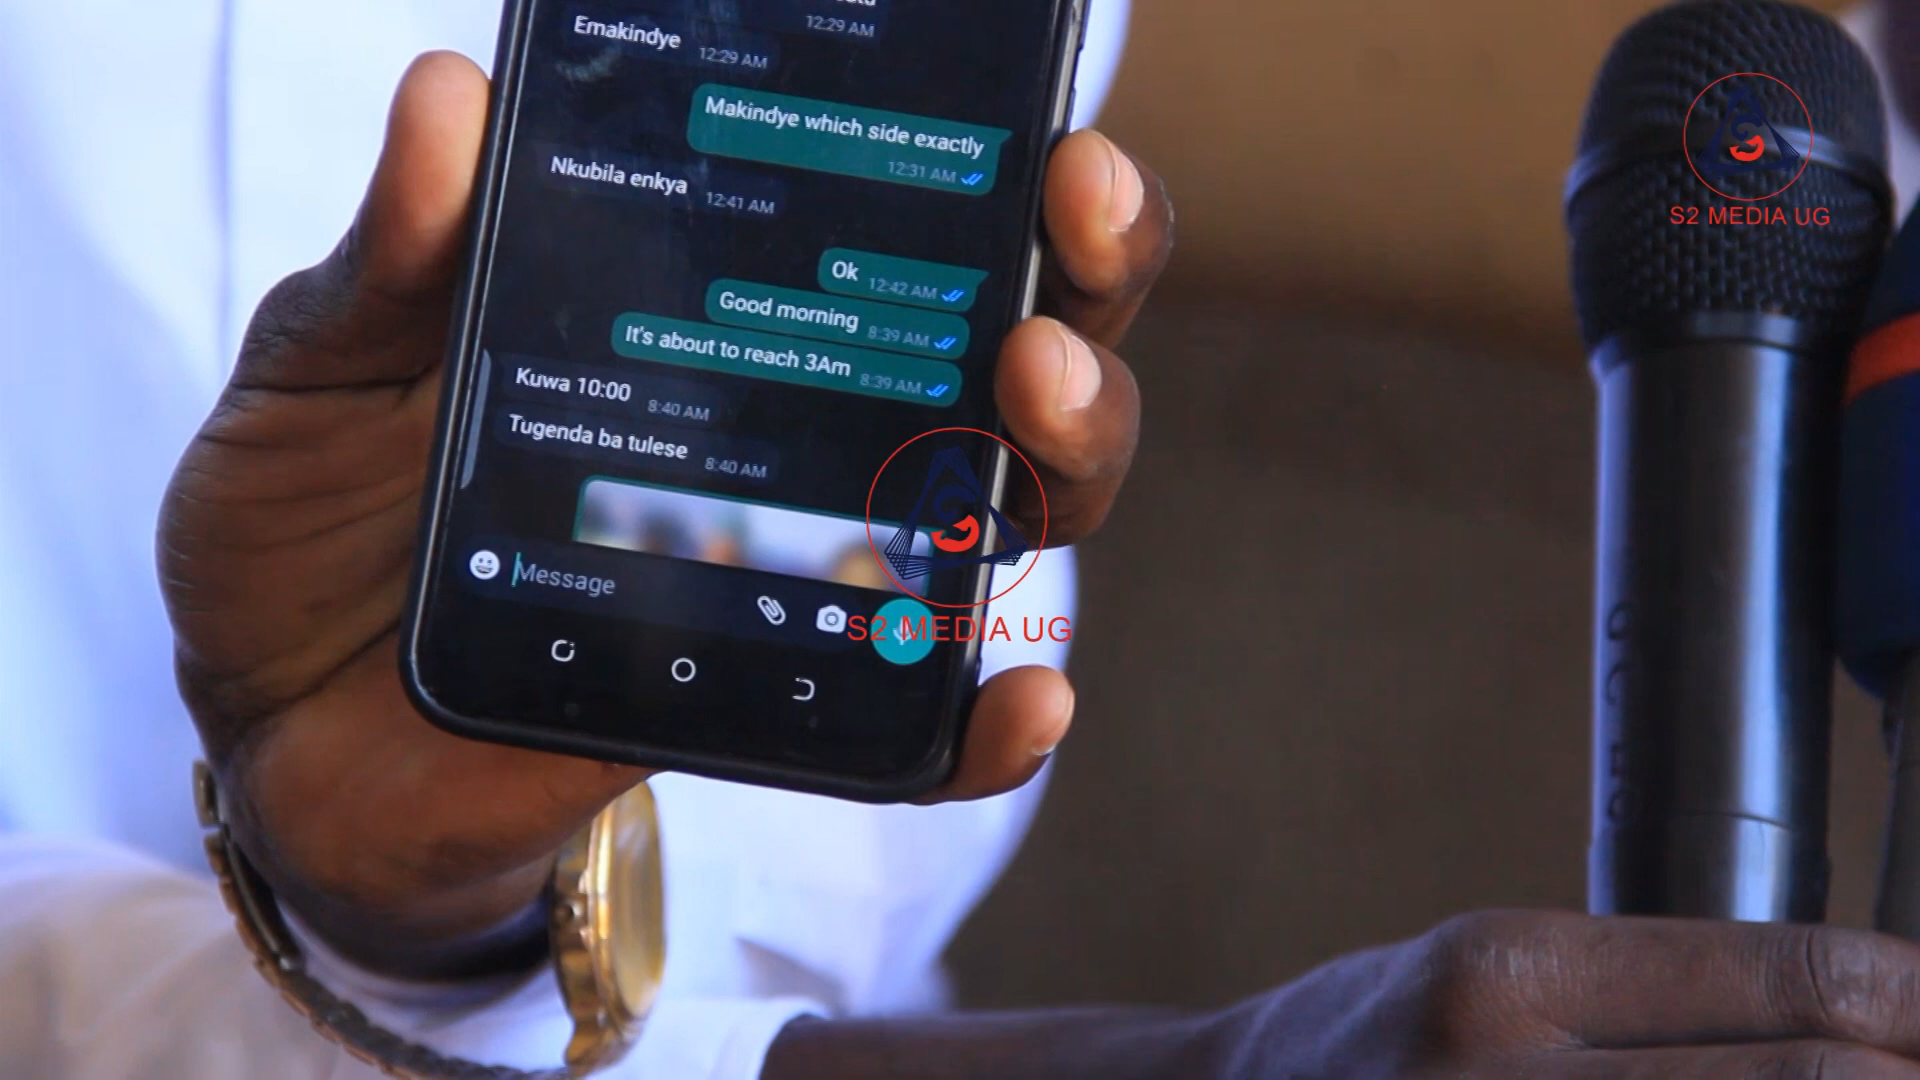 12:29 AM
Emakindye 12:29 AM
Makindye which side exactly
12:31 AM
Nkubila enkya 12:41 AM
Ok 12:42 AM
Good morning 8:39 AM
It's about to reach 3Am 8:39 AM
Kuwa 10:00 8:40 AM
Tugenda ba tulese 8:40 AM
Message
S2 MEDIA UG
S2 MEDIA UG